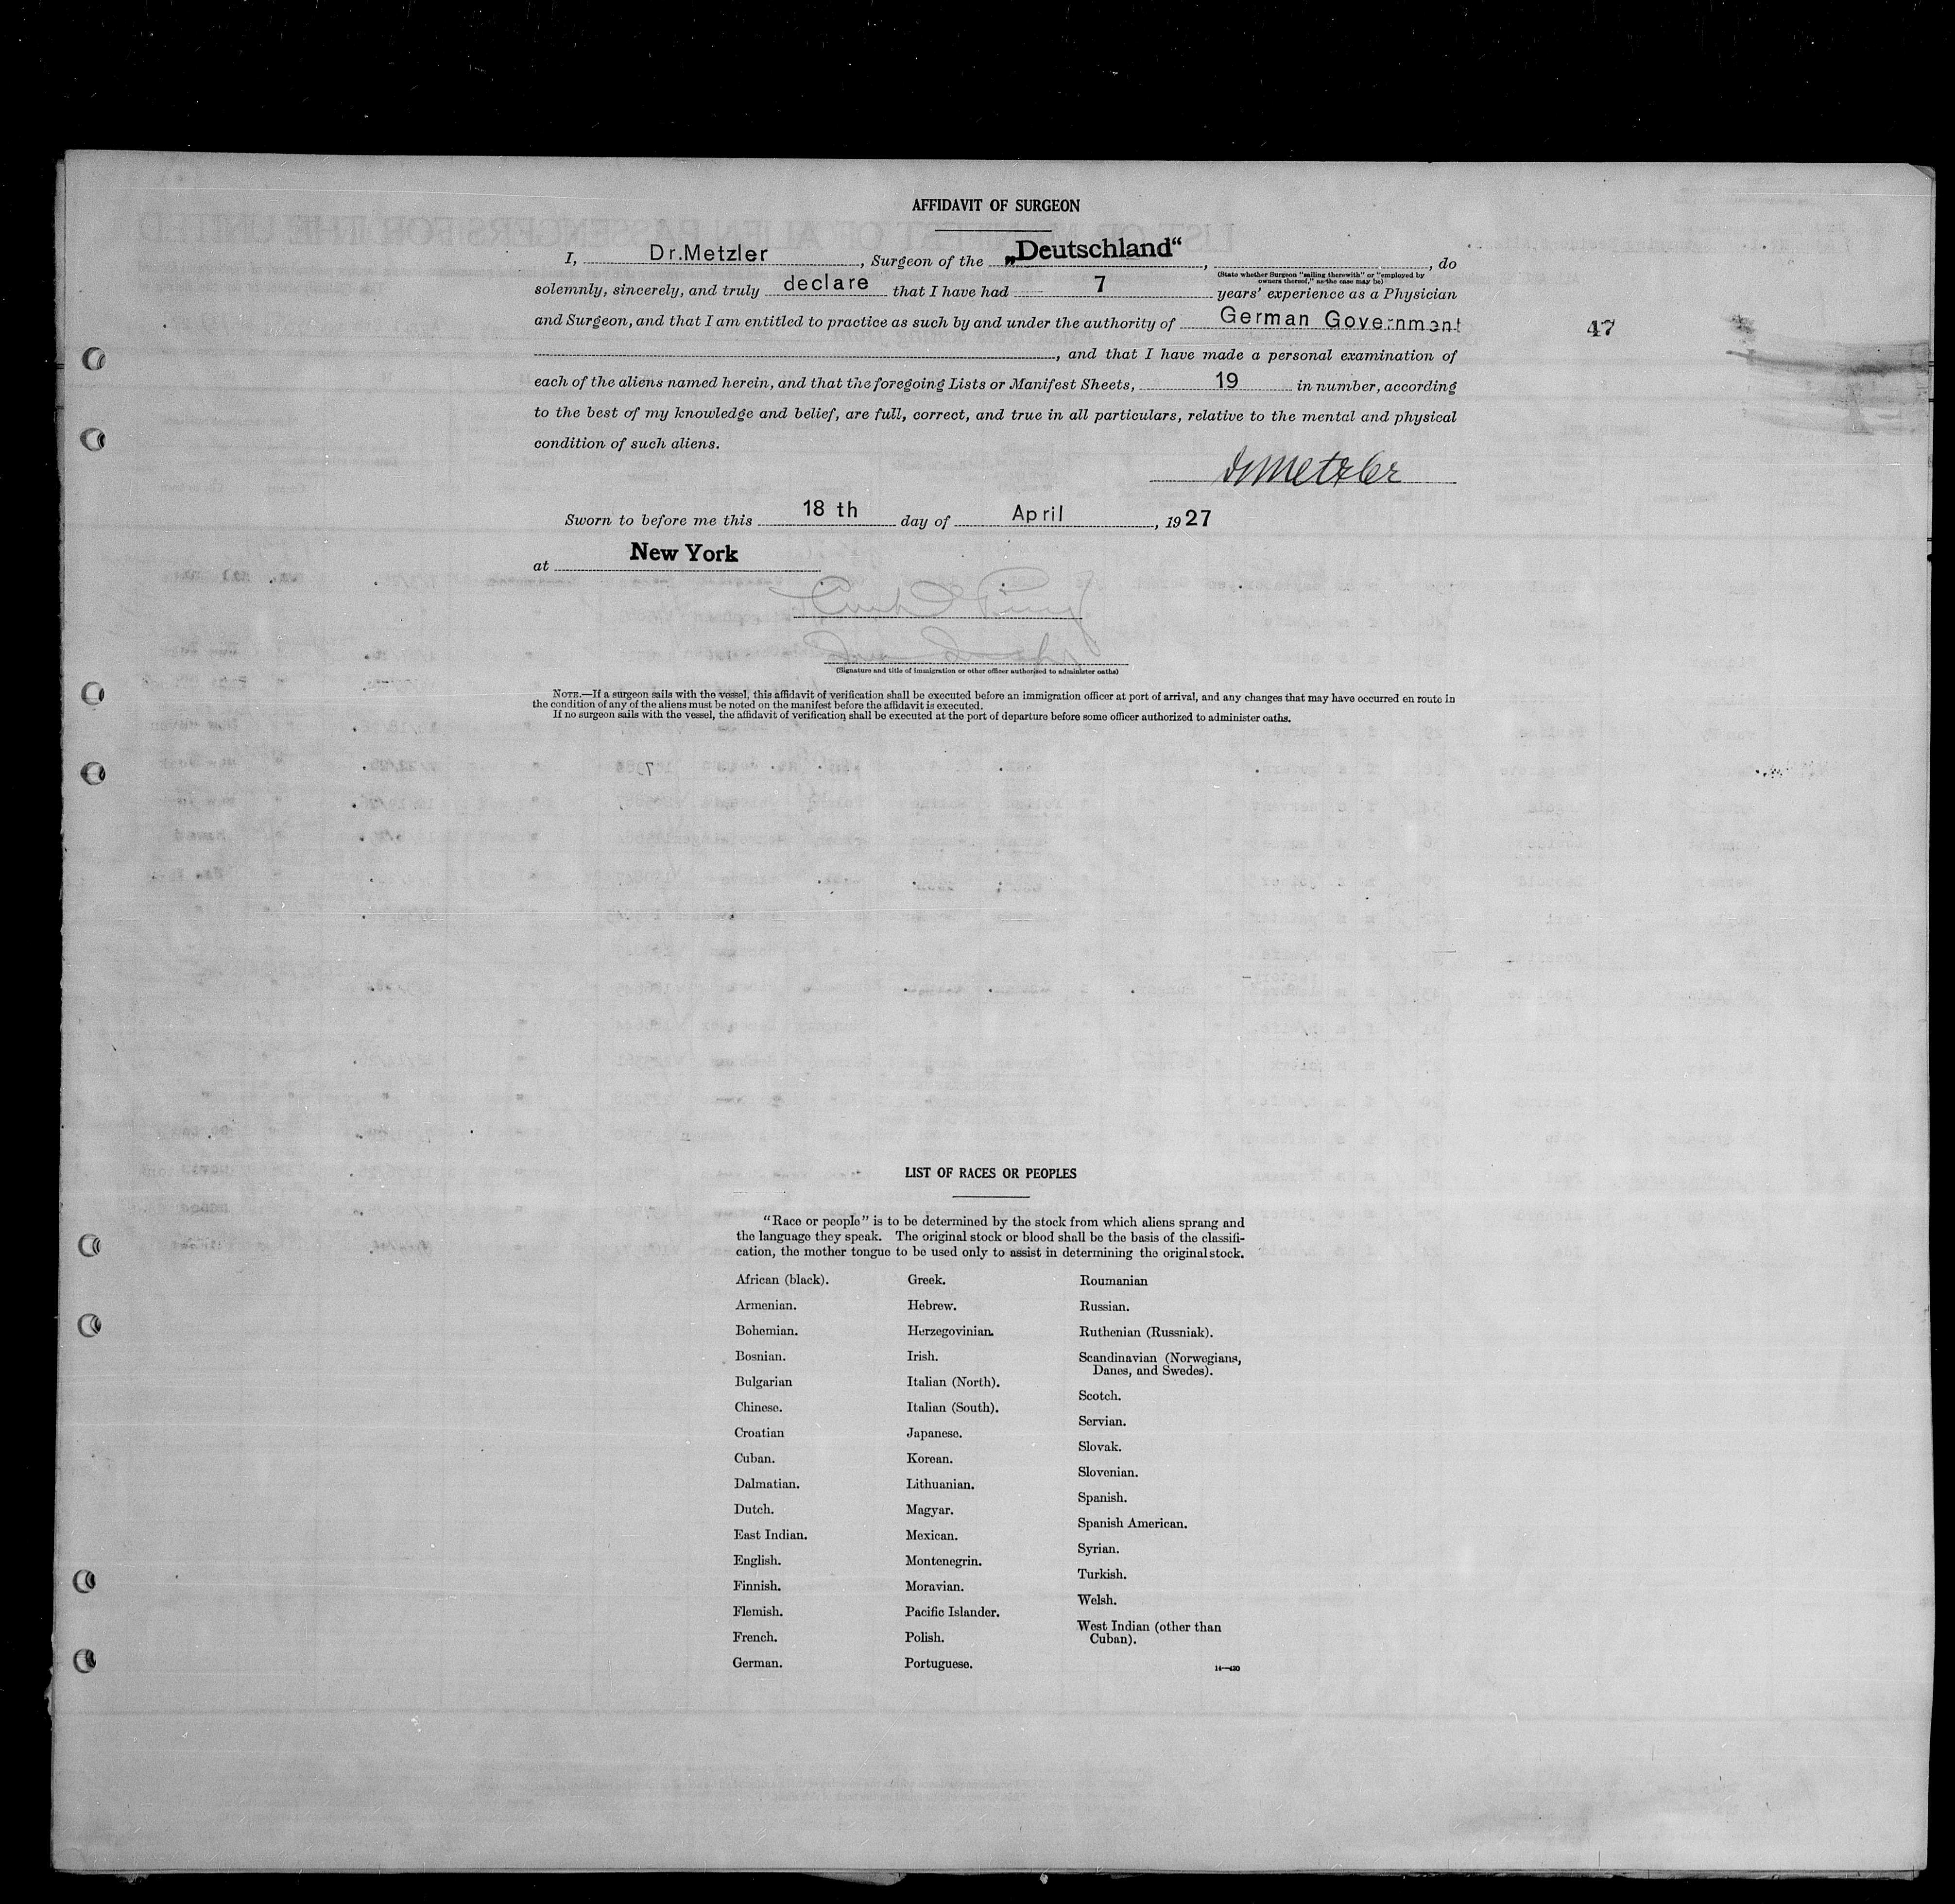 AFFIDAVIT OF SURGEON
I, Dr.Metzler, Surgeon of the „Deutschland“, , do
(State whether Surgeon "sailing therewith" or "employed by
owners thereof," as the case may be)
solemnly, sincerely, and truly declare that I have had 7 years' experience as a Physician
and Surgeon, and that I am entitled to practice as such by and under the authority of German Government
47
, and that I have made a personal examination of
each of the aliens named herein, and that the foregoing Lists or Manifest Sheets, 19 in number, according
to the best of my knowledge and belief, are full, correct, and true in all particulars, relative to the mental and physical
condition of such aliens.
Dr Metzler
Sworn to before me this 18 th day of April, 1927
at New York
(Signature and title of immigration or other officer authorized to administer oaths)
NOTE.—If a surgeon sails with the vessel, this affidavit of verification shall be executed before an immigration officer at port of arrival, and any changes that may have occurred en route in
the condition of any of the aliens must be noted on the manifest before the affidavit is executed.
If no surgeon sails with the vessel, the affidavit of verification shall be executed at the port of departure before some officer authorized to administer oaths.
LIST OF RACES OR PEOPLES
"Race or people" is to be determined by the stock from which aliens sprang and
the language they speak. The original stock or blood shall be the basis of the classifi-
cation, the mother tongue to be used only to assist in determining the original stock.
African (black).
Armenian.
Bohemian.
Bosnian.
Bulgarian
Chinese.
Croatian
Cuban.
Dalmatian.
Dutch.
East Indian.
English.
Finnish.
Flemish.
French.
German.
Greek.
Hebrew.
Herzegovinian.
Irish.
Italian (North).
Italian (South).
Japanese.
Korean.
Lithuanian.
Magyar.
Mexican.
Montenegrin.
Moravian.
Pacific Islander.
Polish.
Portuguese.
Roumanian
Russian.
Ruthenian (Russniak).
Scandinavian (Norwegians,
Danes, and Swedes).
Scotch.
Servian.
Slovak.
Slovenian.
Spanish.
Spanish American.
Syrian.
Turkish.
Welsh.
West Indian (other than
Cuban).
14—430